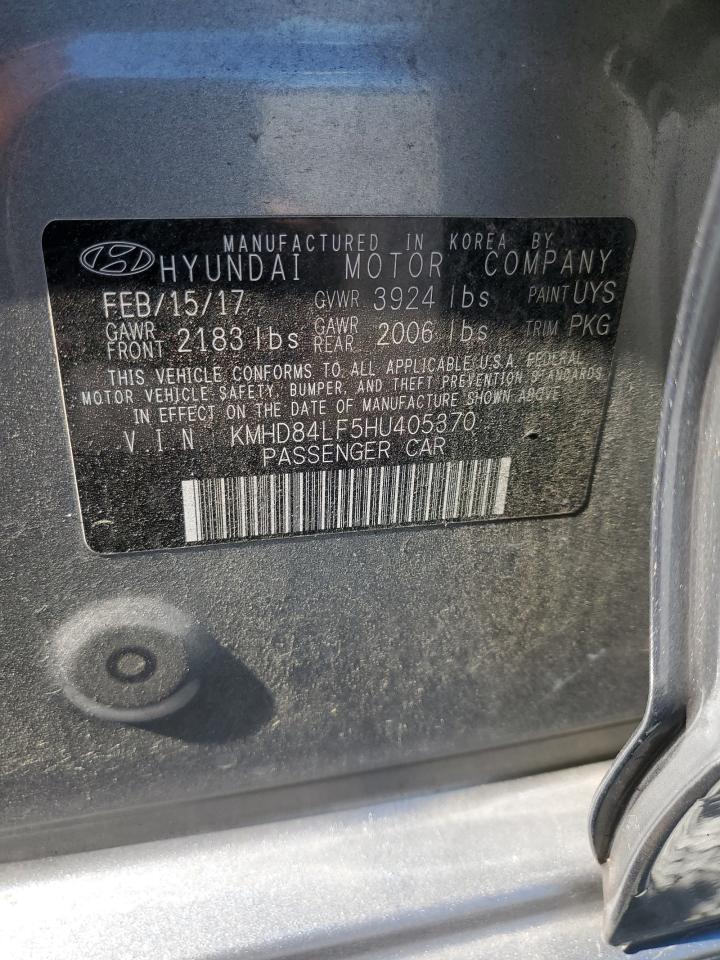 MANUFACTURED IN KOREA BY
HYUNDAI MOTOR COMPANY
FEB/15/17 GVWR 3924 lbs PAINT UYS
GAWR FRONT 2183 lbs GAWR REAR 2006 lbs TRIM PKG
THIS VEHICLE CONFORMS TO ALL APPLICABLE U.S.A. FEDERAL
MOTOR VEHICLE SAFETY, BUMPER, AND THEFT PREVENTION STANDARDS
IN EFFECT ON THE DATE OF MANUFACTURE SHOWN ABOVE
V I N KMHD84LF5HU405370
PASSENGER CAR